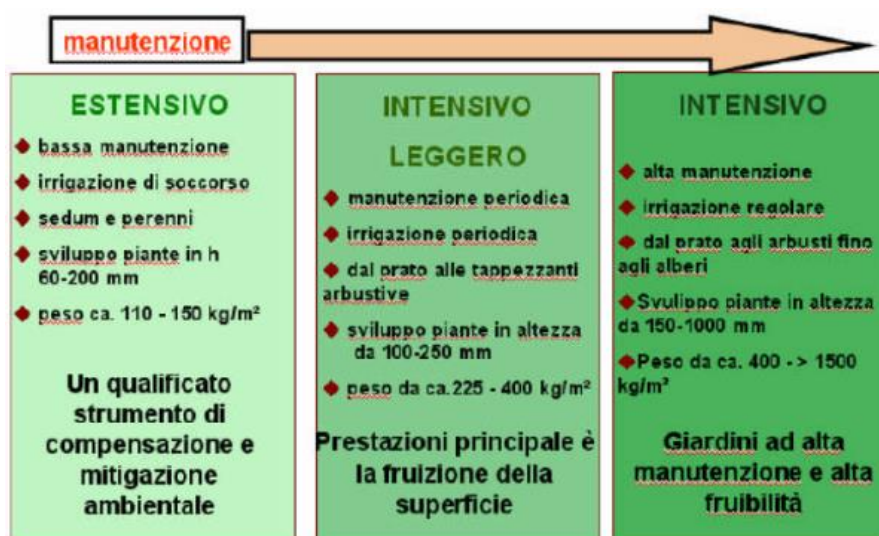 manutenzione
ESTENSIVO
bassa manutenzione
irrigazione di soccorso
sedum e perenni
sviluppo piante in h
60-200 mm
peso ca. 110 - 150 kg/m²
Un qualificato
strumento di
compensazione e
mitigazione
ambientale
INTENSIVO
LEGGERO
manutenzione periodica
irrigazione periodica
dal prato alle tappezzanti
arbustive
sviluppo piante in altezza
da 100-250 mm
peso da ca.225 - 400 kg/m²
Prestazioni principale è
la fruizione della
superficie
INTENSIVO
alta manutenzione
irrigazione regolare
dal prato agli arbusti fino
agli alberi
Svulippo piante in altezza
da 150-1000 mm
Peso da ca. 400 - > 1500
kg/m²
Giardini ad alta
manutenzione e alta
fruibilità